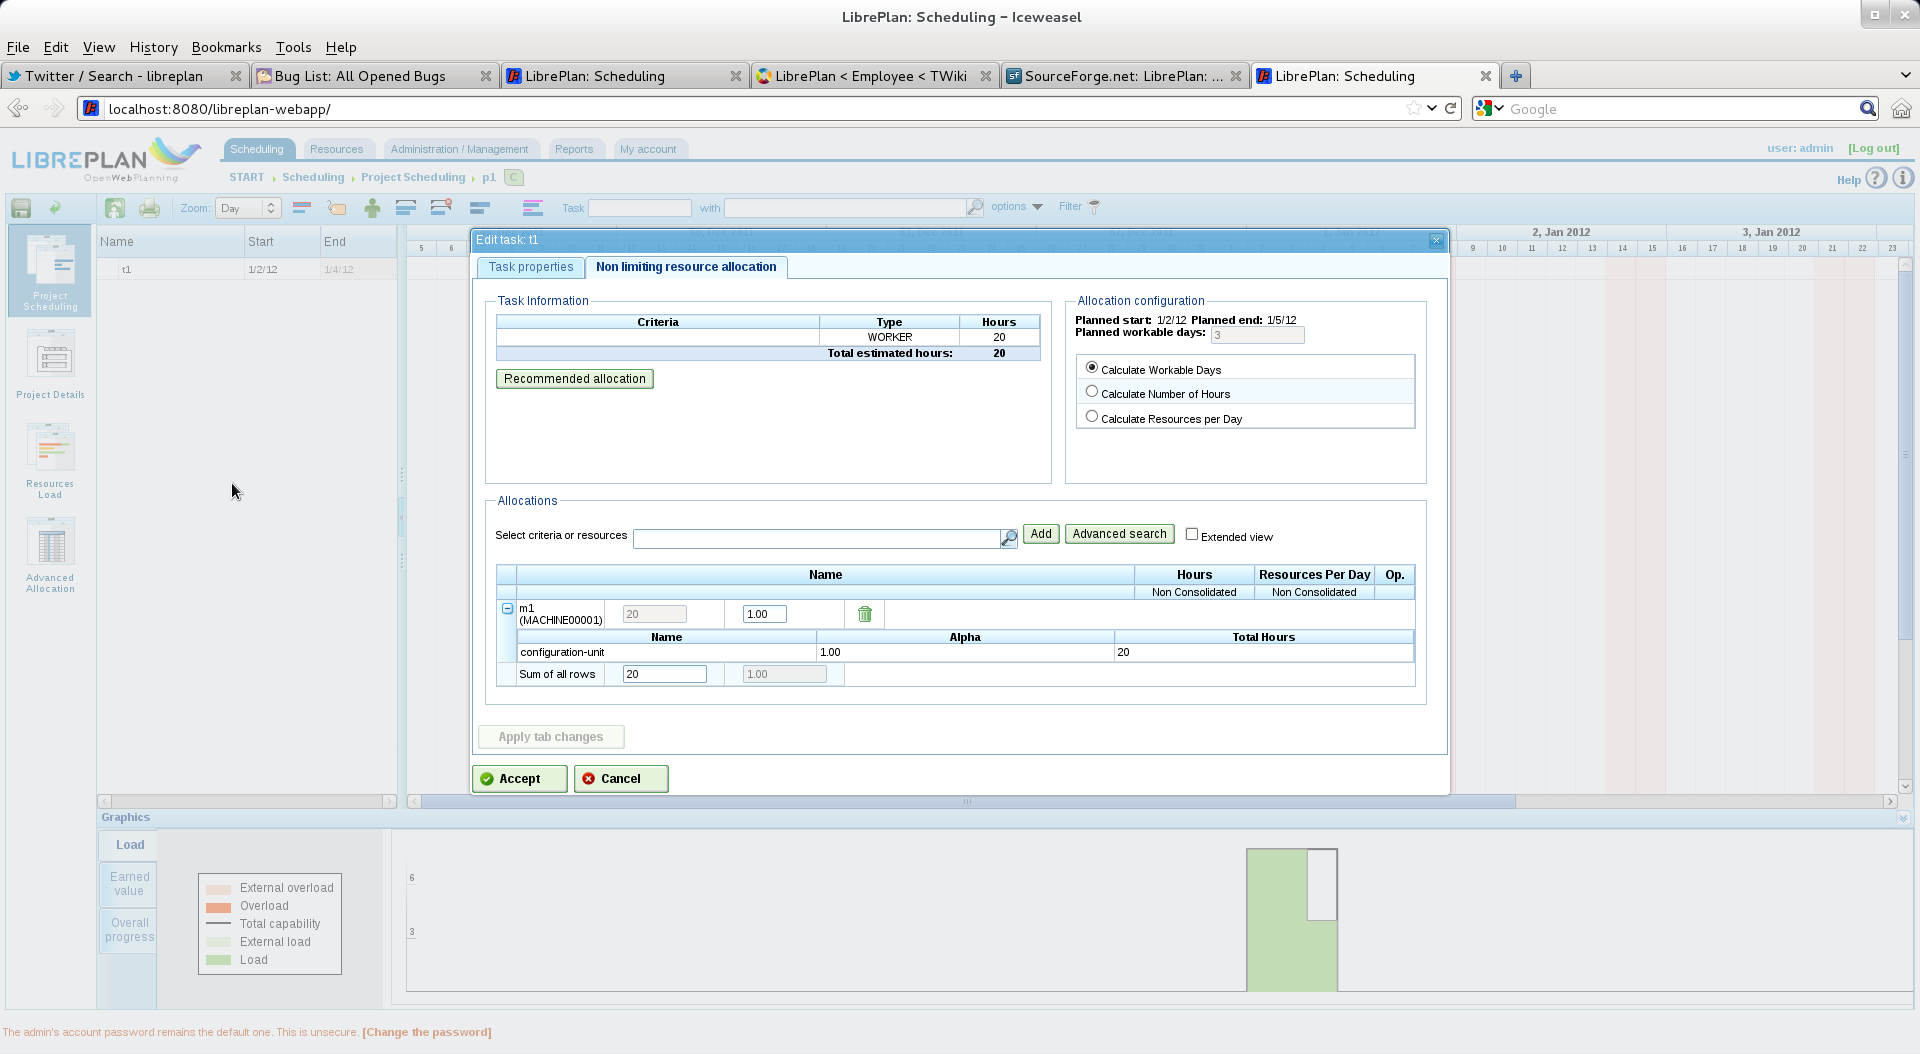 LibrePlan: Scheduling - Iceweasel
File Edit View History Bookmarks Tools Help
Twitter / Search - libreplan Bug List: All Opened Bugs LibrePlan: Scheduling LibrePlan < Employee < TWiki SourceForge.net: LibrePlan: ... LibrePlan: Scheduling
localhost:8080/libreplan-webapp/ Google
LIBREPLAN OpenWebPlanning
Scheduling Resources Administration / Management Reports My account user: admin [Log out]
START Scheduling Project Scheduling p1 C Help
Zoom: Day Task with options Filter
Name Start End
t1 1/2/12 1/4/12
5 6
2, Jan 2012 3, Jan 2012
9 10 11 12 13 14 15 16 17 18 19 20 21 22 23
Project Scheduling
Project Details
Resources Load
Advanced Allocation
Edit task: t1
Task properties Non limiting resource allocation
Task Information
Criteria Type Hours
WORKER 20
Total estimated hours: 20
Recommended allocation
Allocation configuration
Planned start: 1/2/12 Planned end: 1/5/12
Planned workable days: 3
Calculate Workable Days
Calculate Number of Hours
Calculate Resources per Day
Allocations
Select criteria or resources Add Advanced search Extended view
Name Hours Resources Per Day Op.
Non Consolidated Non Consolidated
m1 (MACHINE00001) 20 1.00
Name Alpha Total Hours
configuration-unit 1.00 20
Sum of all rows 20 1.00
Apply tab changes
Accept Cancel
Graphics
Load
Earned value
Overall progress
External overload
Overload
Total capability
External load
Load
6
3
The admin's account password remains the default one. This is unsecure. [Change the password]